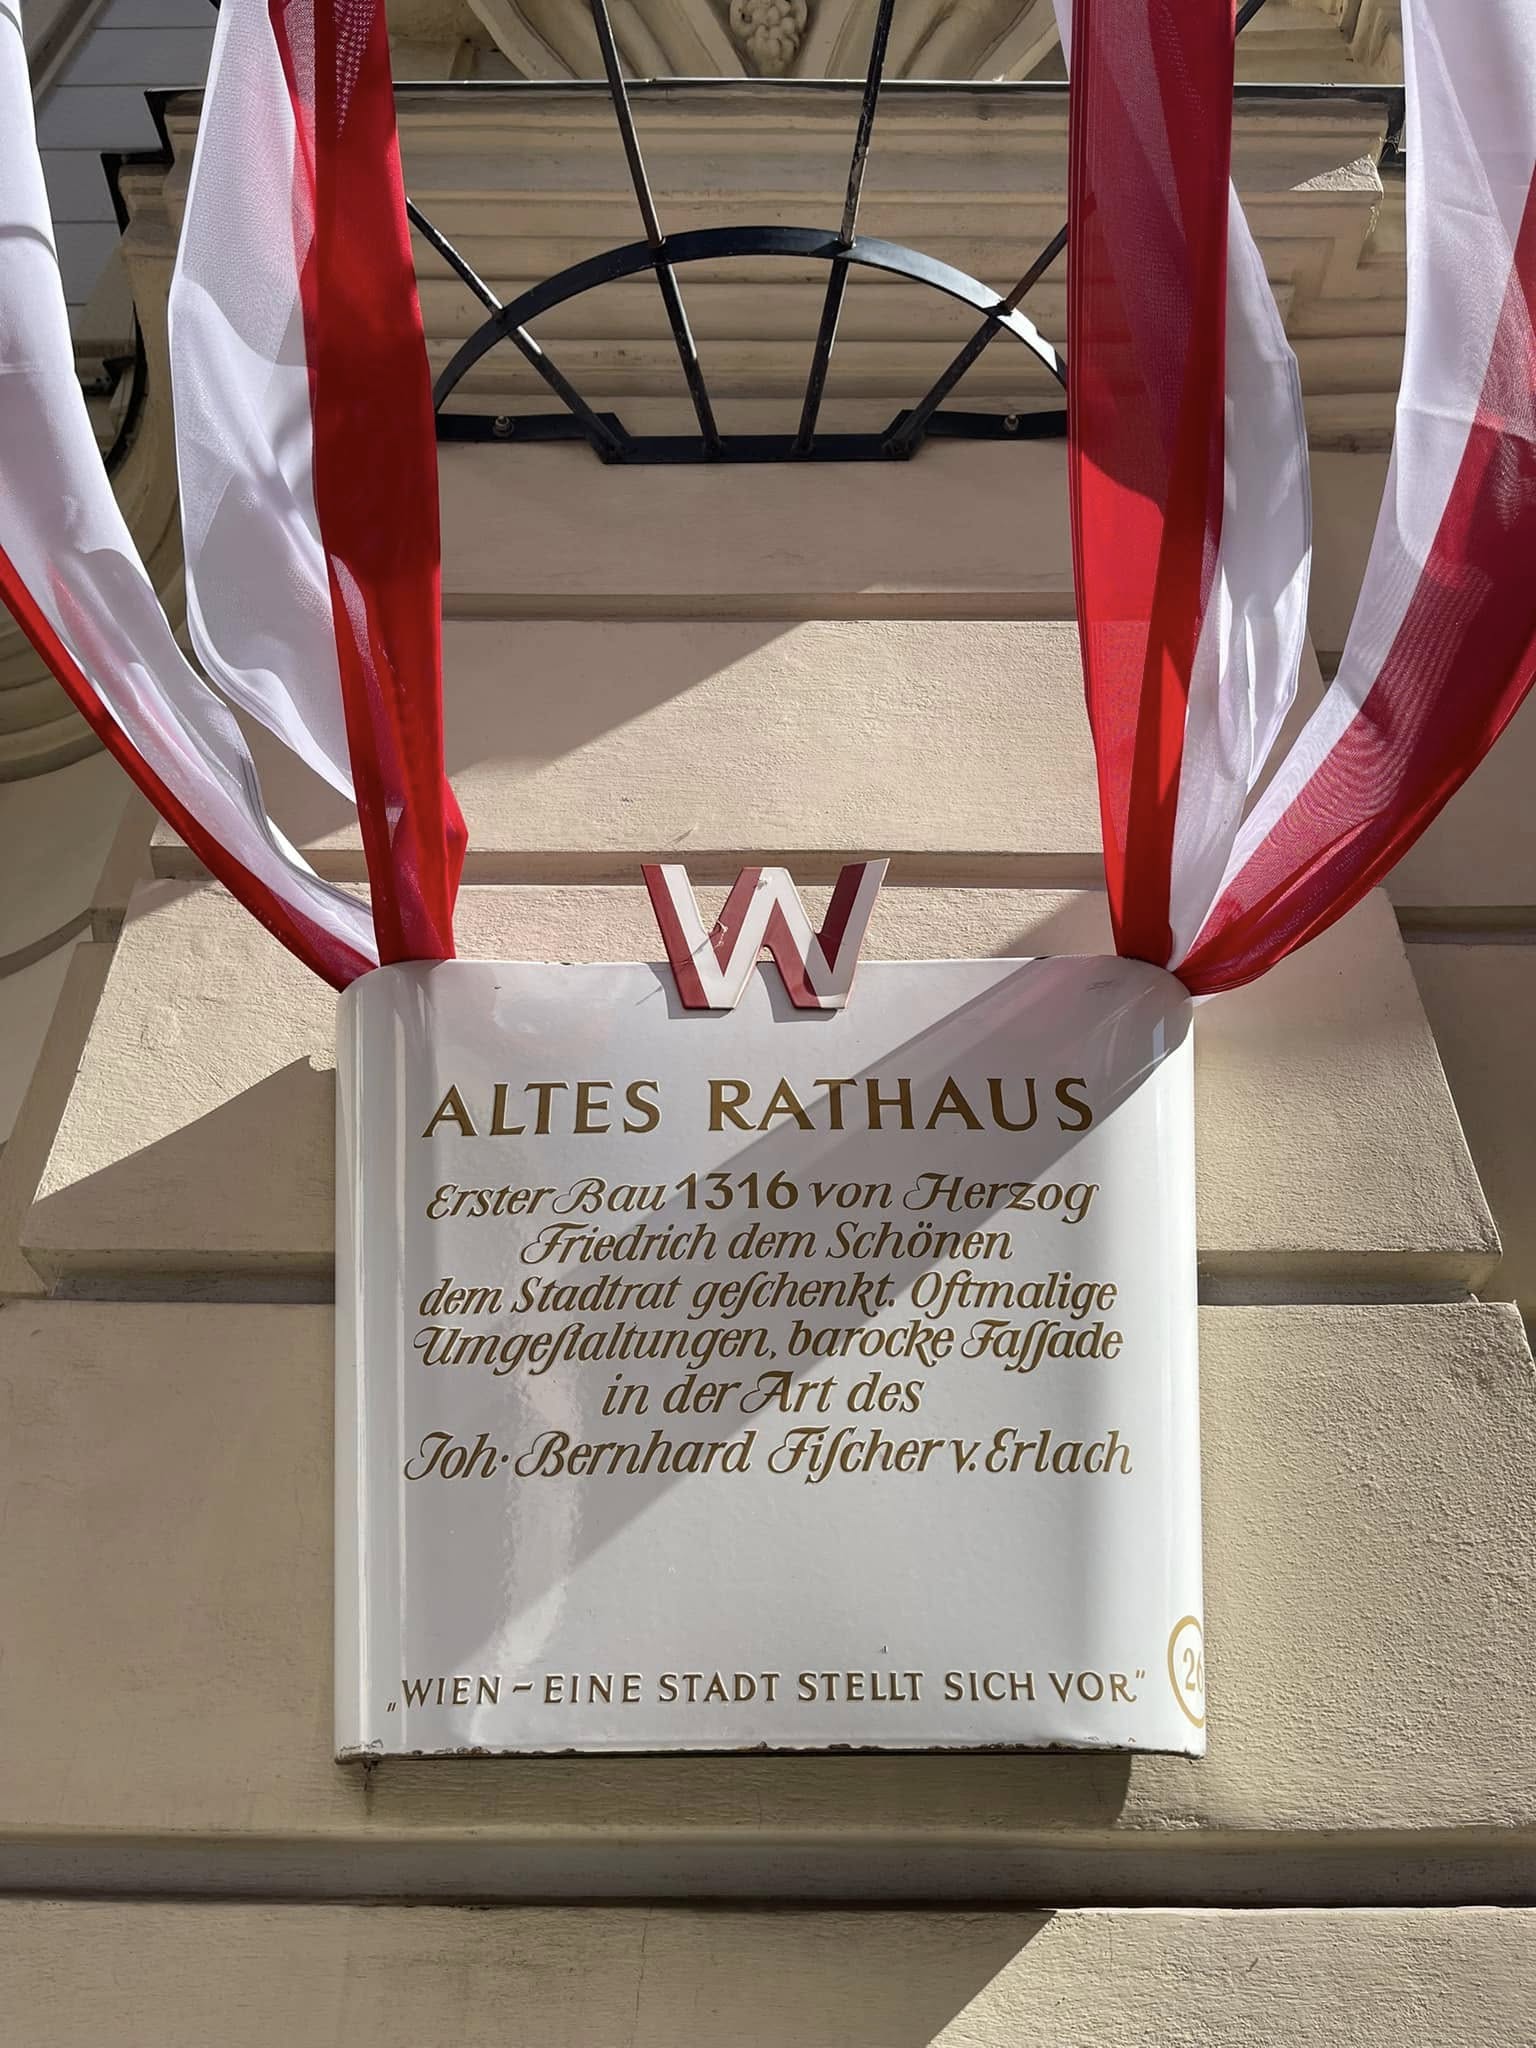 W
ALTES RATHAUS
Erster Bau 1316 von Herzog
Friedrich dem Schönen
dem Stadtrat geſchenkt. Oftmalige
Umgeſtaltungen, barocke Faſſade
in der Art des
Joh. Bernhard Fiſcher v. Erlach
„WIEN – EINE STADT STELLT SICH VOR"
26